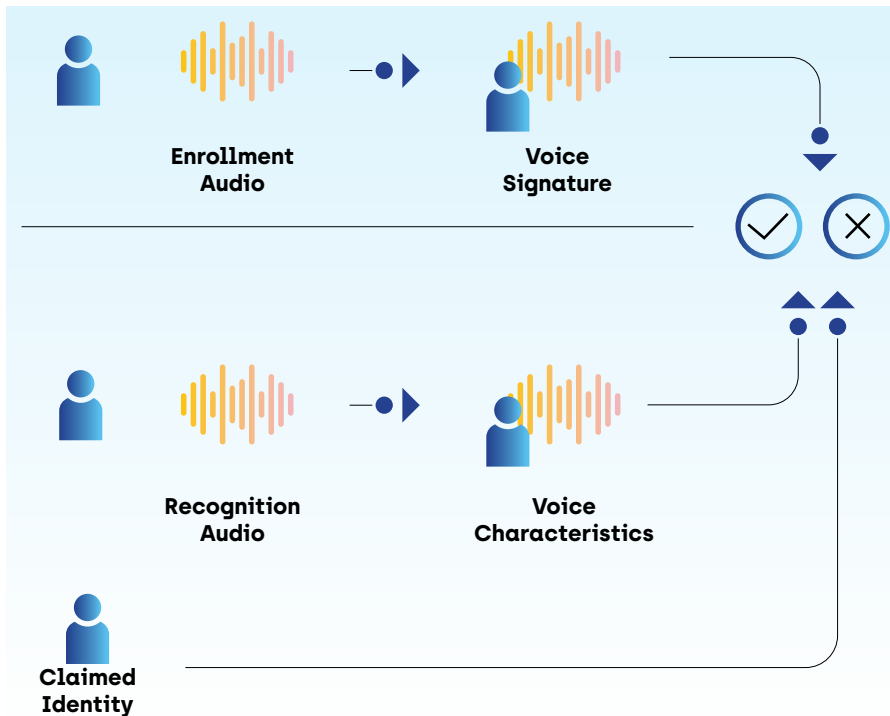 Enrollment
Audio
Voice
Signature
Recognition
Audio
Voice
Characteristics
Claimed
Identity